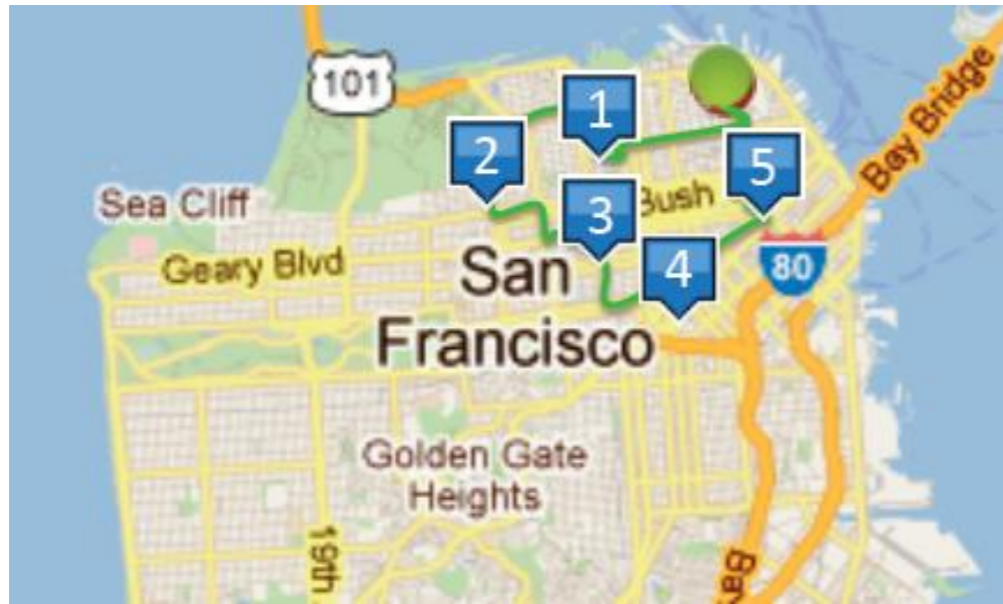 101
1
2
5
Bay Bridge
Sea Cliff
3
Bush
Geary Blvd
San
4
80
Francisco
Golden Gate
Heights
19th
Bay